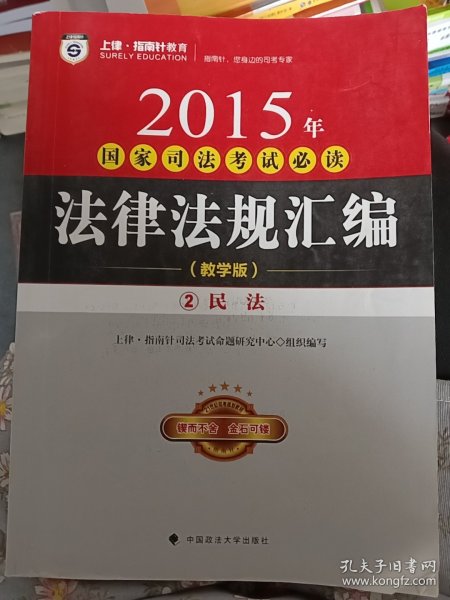 上律·指南针教育
SURELY EDUCATION
指南针，您身边的司考专家
2015年
国家司法考试必读
法律法规汇编
（教学版）
②民法
上律·指南针司法考试命题研究中心◇组织编写
锲而不舍 金石可镂
中国政法大学出版社
孔夫子旧书网
www.kongfz.com